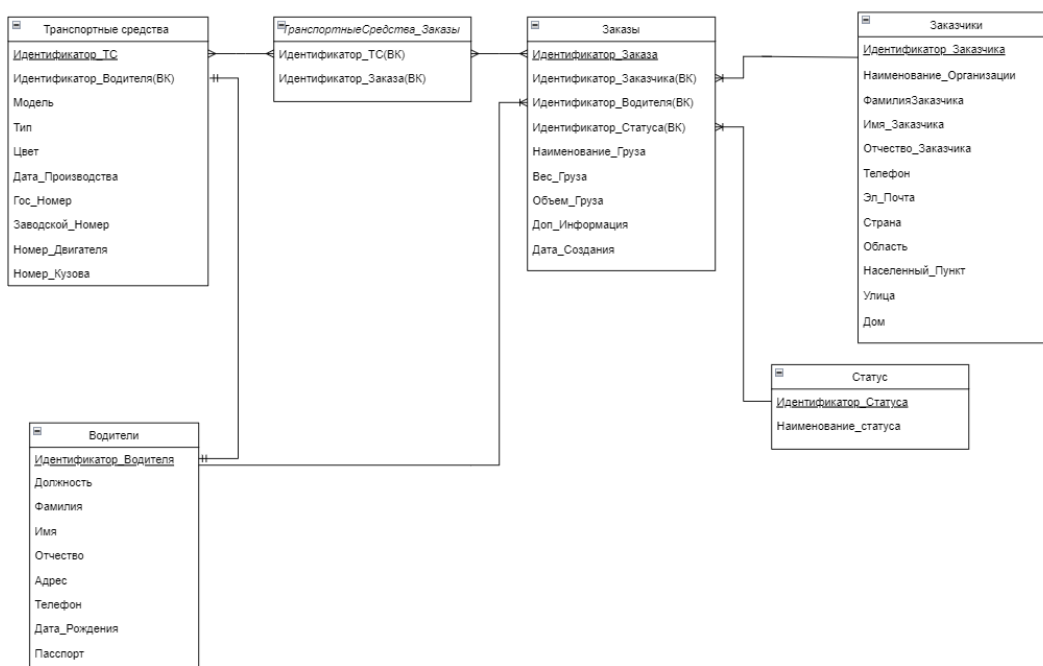 Транспортные средства
Идентификатор_ТС
Идентификатор_Водителя(ВК)
Модель
Тип
Цвет
Дата_Производства
Гос_Номер
Заводской_Номер
Номер_Двигателя
Номер_Кузова
ТранспортныеСредства_Заказы
Идентификатор_ТС(ВК)
Идентификатор_Заказа(ВК)
Заказы
Идентификатор_Заказа
Идентификатор_Заказчика(ВК)
Идентификатор_Водителя(ВК)
Идентификатор_Статуса(ВК)
Наименование_Груза
Вес_Груза
Объем_Груза
Доп_Информация
Дата_Создания
Заказчики
Идентификатор_Заказчика
Наименование_Организации
ФамилияЗаказчика
Имя_Заказчика
Отчество_Заказчика
Телефон
Эл_Почта
Страна
Область
Населенный_Пункт
Улица
Дом
Статус
Идентификатор_Статуса
Наименование_статуса
Водители
Идентификатор_Водителя
Должность
Фамилия
Имя
Отчество
Адрес
Телефон
Дата_Рождения
Пасспорт